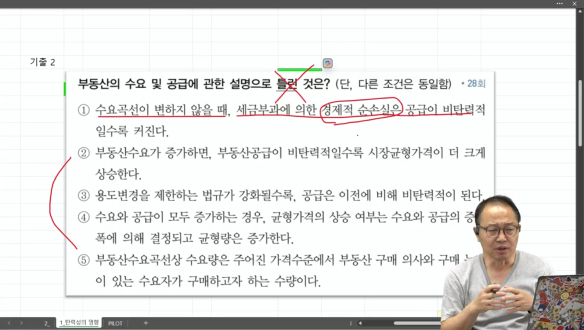 기출 2
부동산의 수요 및 공급에 관한 설명으로 틀린 것은? (단, 다른 조건은 동일함) • 28회
① 수요곡선이 변하지 않을 때, 세금부과에 의한 경제적 순손실은 공급이 비탄력적
일수록 커진다.
② 부동산수요가 증가하면, 부동산공급이 비탄력적일수록 시장균형가격이 더 크게
상승한다.
③ 용도변경을 제한하는 법규가 강화될수록, 공급은 이전에 비해 비탄력적이 된다.
④ 수요와 공급이 모두 증가하는 경우, 균형가격의 상승 여부는 수요와 공급의 증
폭에 의해 결정되고 균형량은 증가한다.
⑤ 부동산수요곡선상 수요량은 주어진 가격수준에서 부동산 구매 의사와 구매
이 있는 수요자가 구매하고자 하는 수량이다.
2_ 1_탄력성의 영향 PILOT